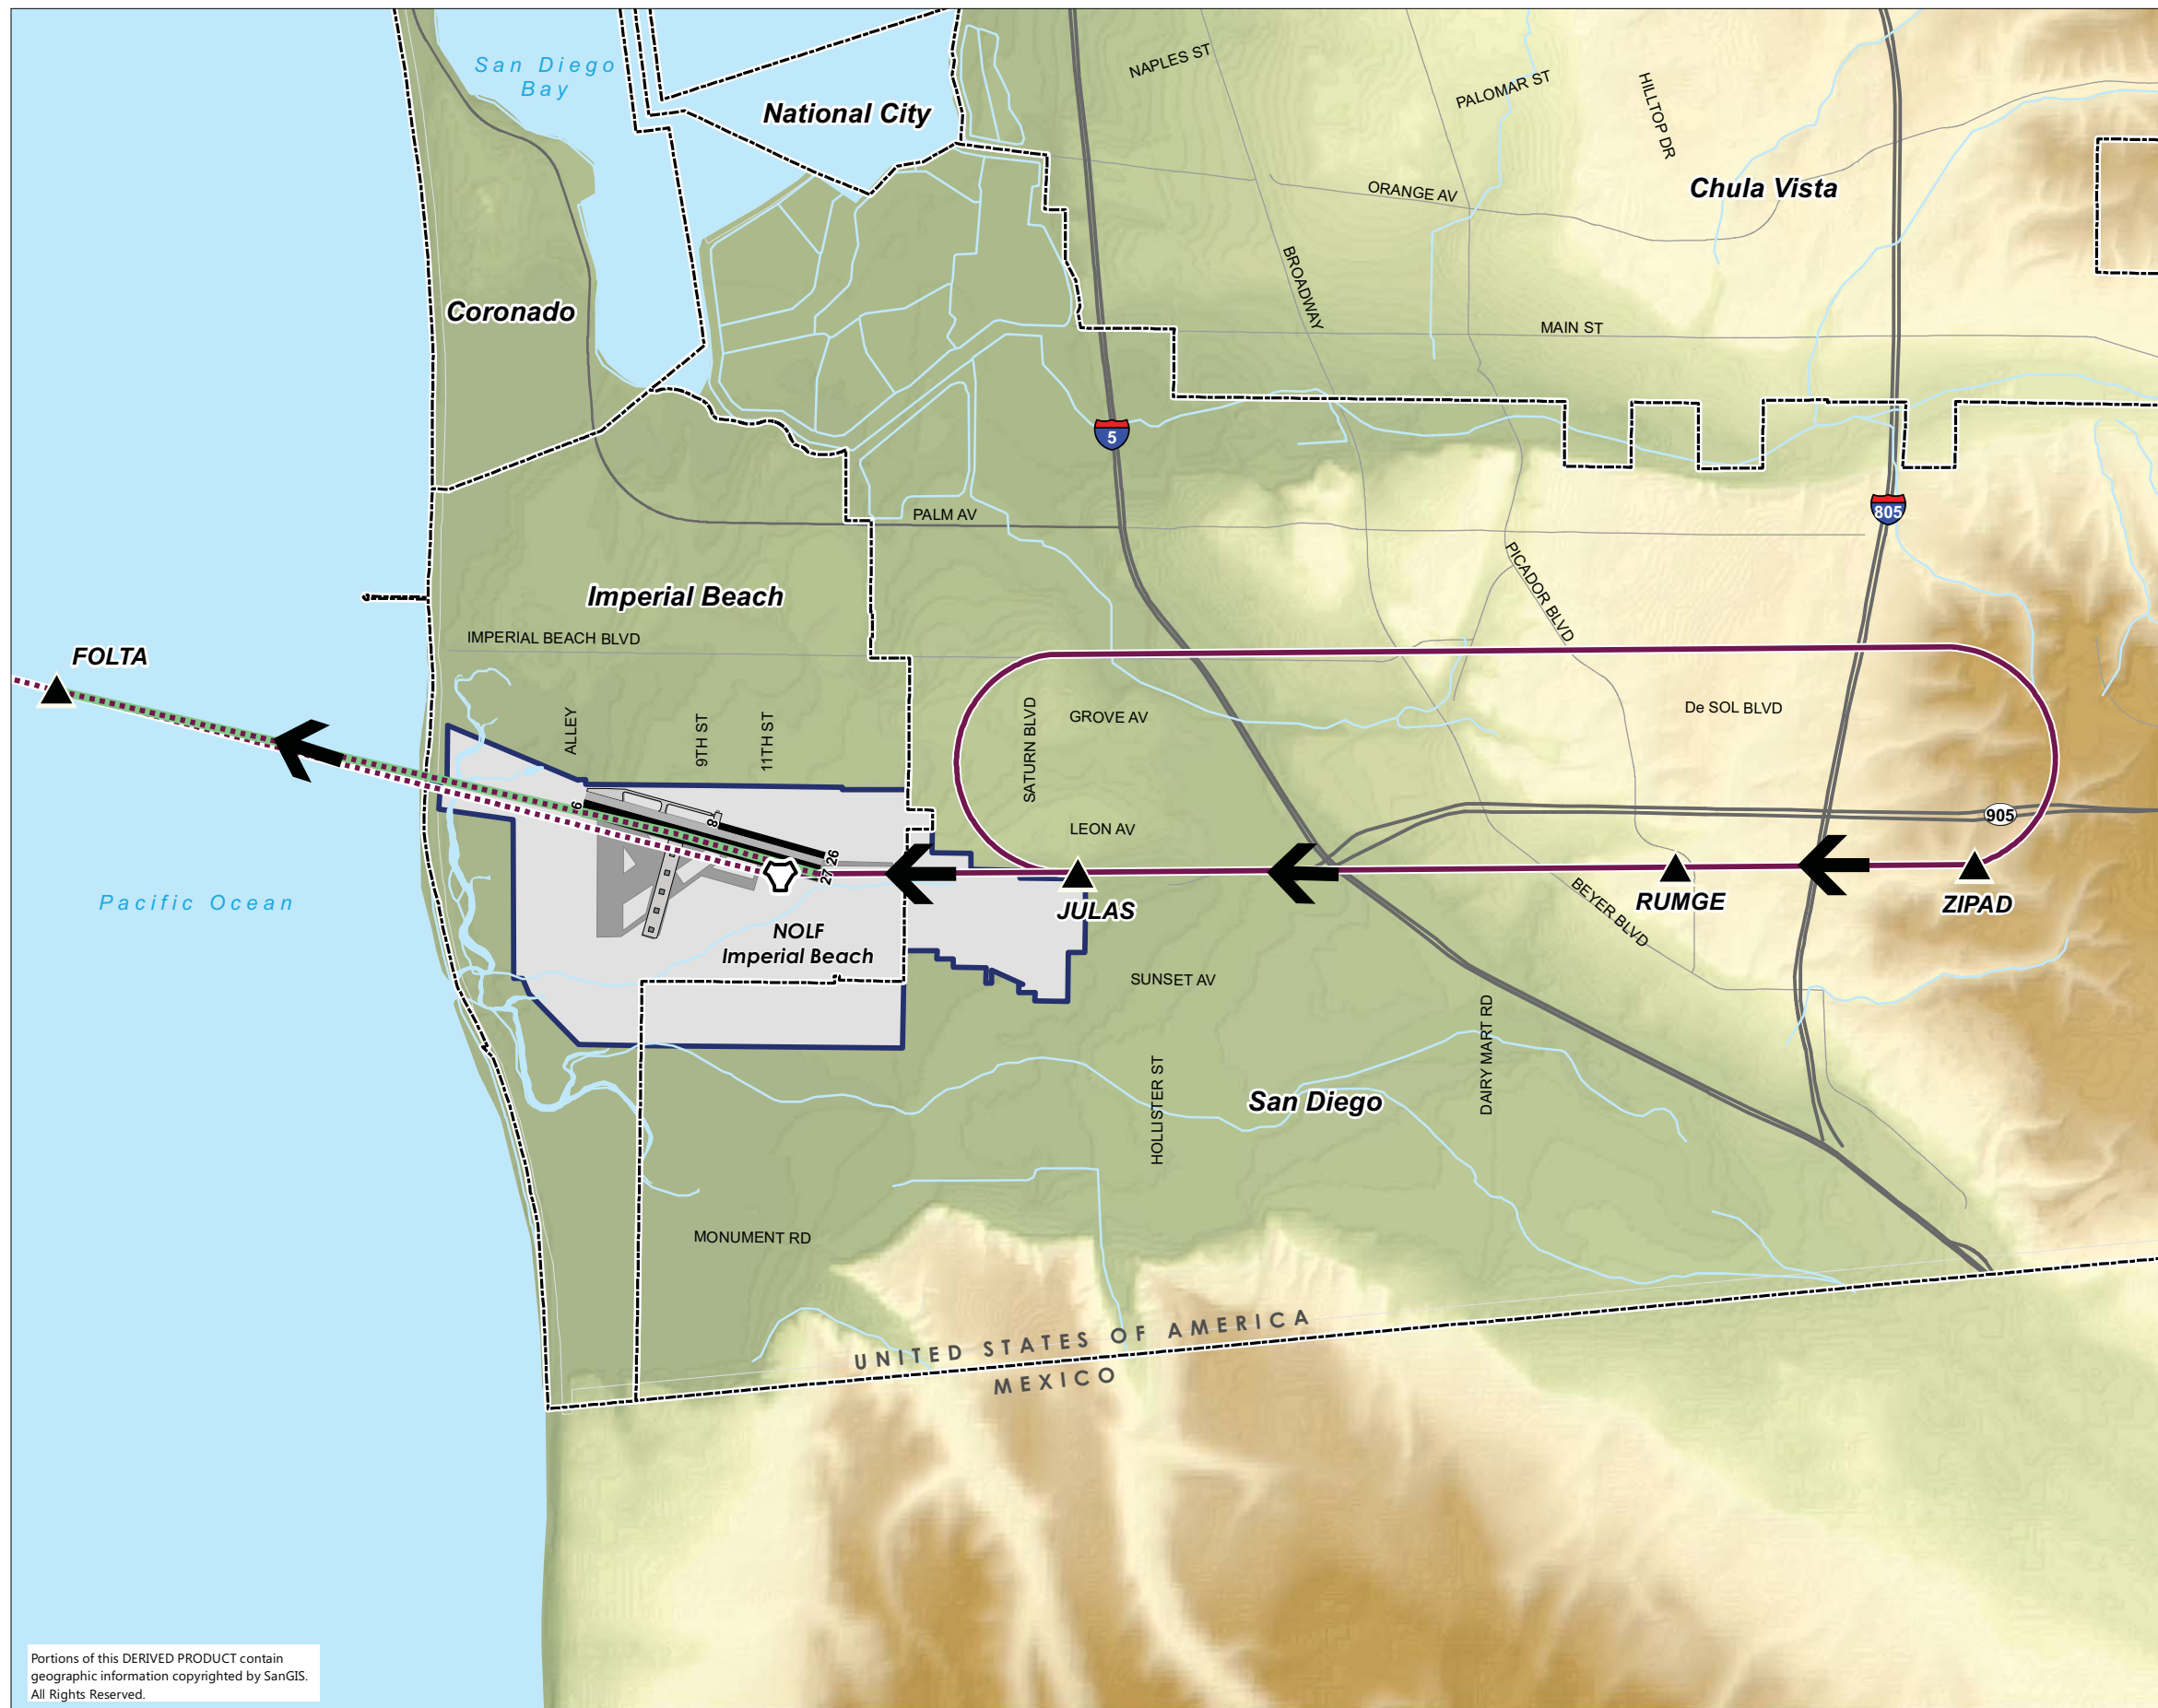 San Diego
Bay
NAPLES ST
PALOMAR ST
HILLTOP DR
National City
Chula Vista
ORANGE AV
BROADWAY
Coronado
MAIN ST
5
805
PALM AV
PICADOR BLVD
Imperial Beach
IMPERIAL BEACH BLVD
FOLTA
ALLEY
9TH ST
11TH ST
SATURN BLVD
GROVE AV
De SOL BLVD
9
8
26
27
LEON AV
905
JULAS
RUMGE
ZIPAD
BEYER BLVD
Pacific Ocean
NOLF
Imperial Beach
SUNSET AV
HOLLISTER ST
DAIRY MART RD
San Diego
MONUMENT RD
UNITED STATES OF AMERICA
MEXICO
Portions of this DERIVED PRODUCT contain
geographic information copyrighted by SanGIS.
All Rights Reserved.